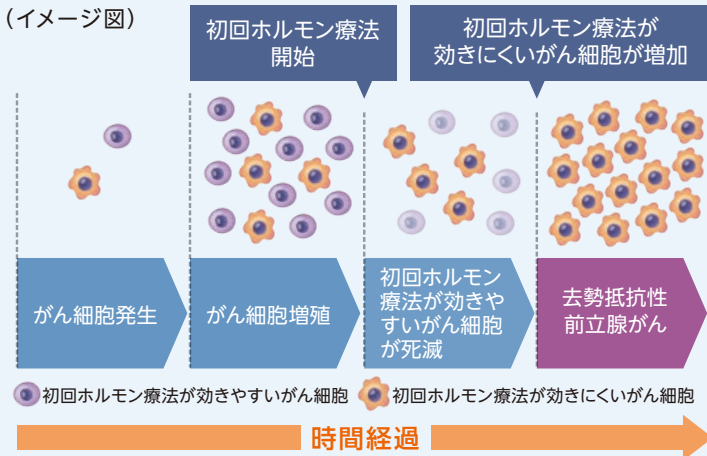 (イメージ図)
初回ホルモン療法
開始
初回ホルモン療法が
効きにくいがん細胞が増加
がん細胞発生
がん細胞増殖
初回ホルモン
療法が効きや
すいがん細胞
が死滅
去勢抵抗性
前立腺がん
初回ホルモン療法が効きやすいがん細胞
初回ホルモン療法が効きにくいがん細胞
時間経過